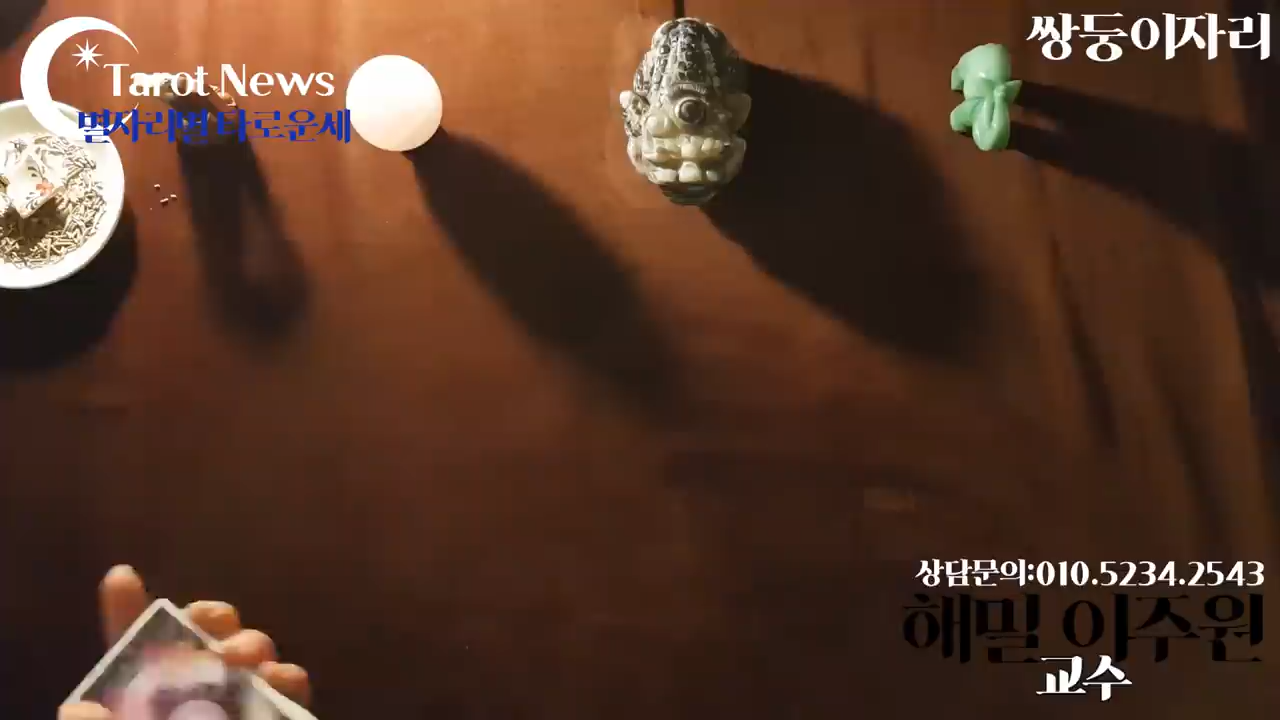 쌍둥이자리
Tarot News
별자리별 타로운세
상담문의:010.5234.2543
해밀 이주원
교수